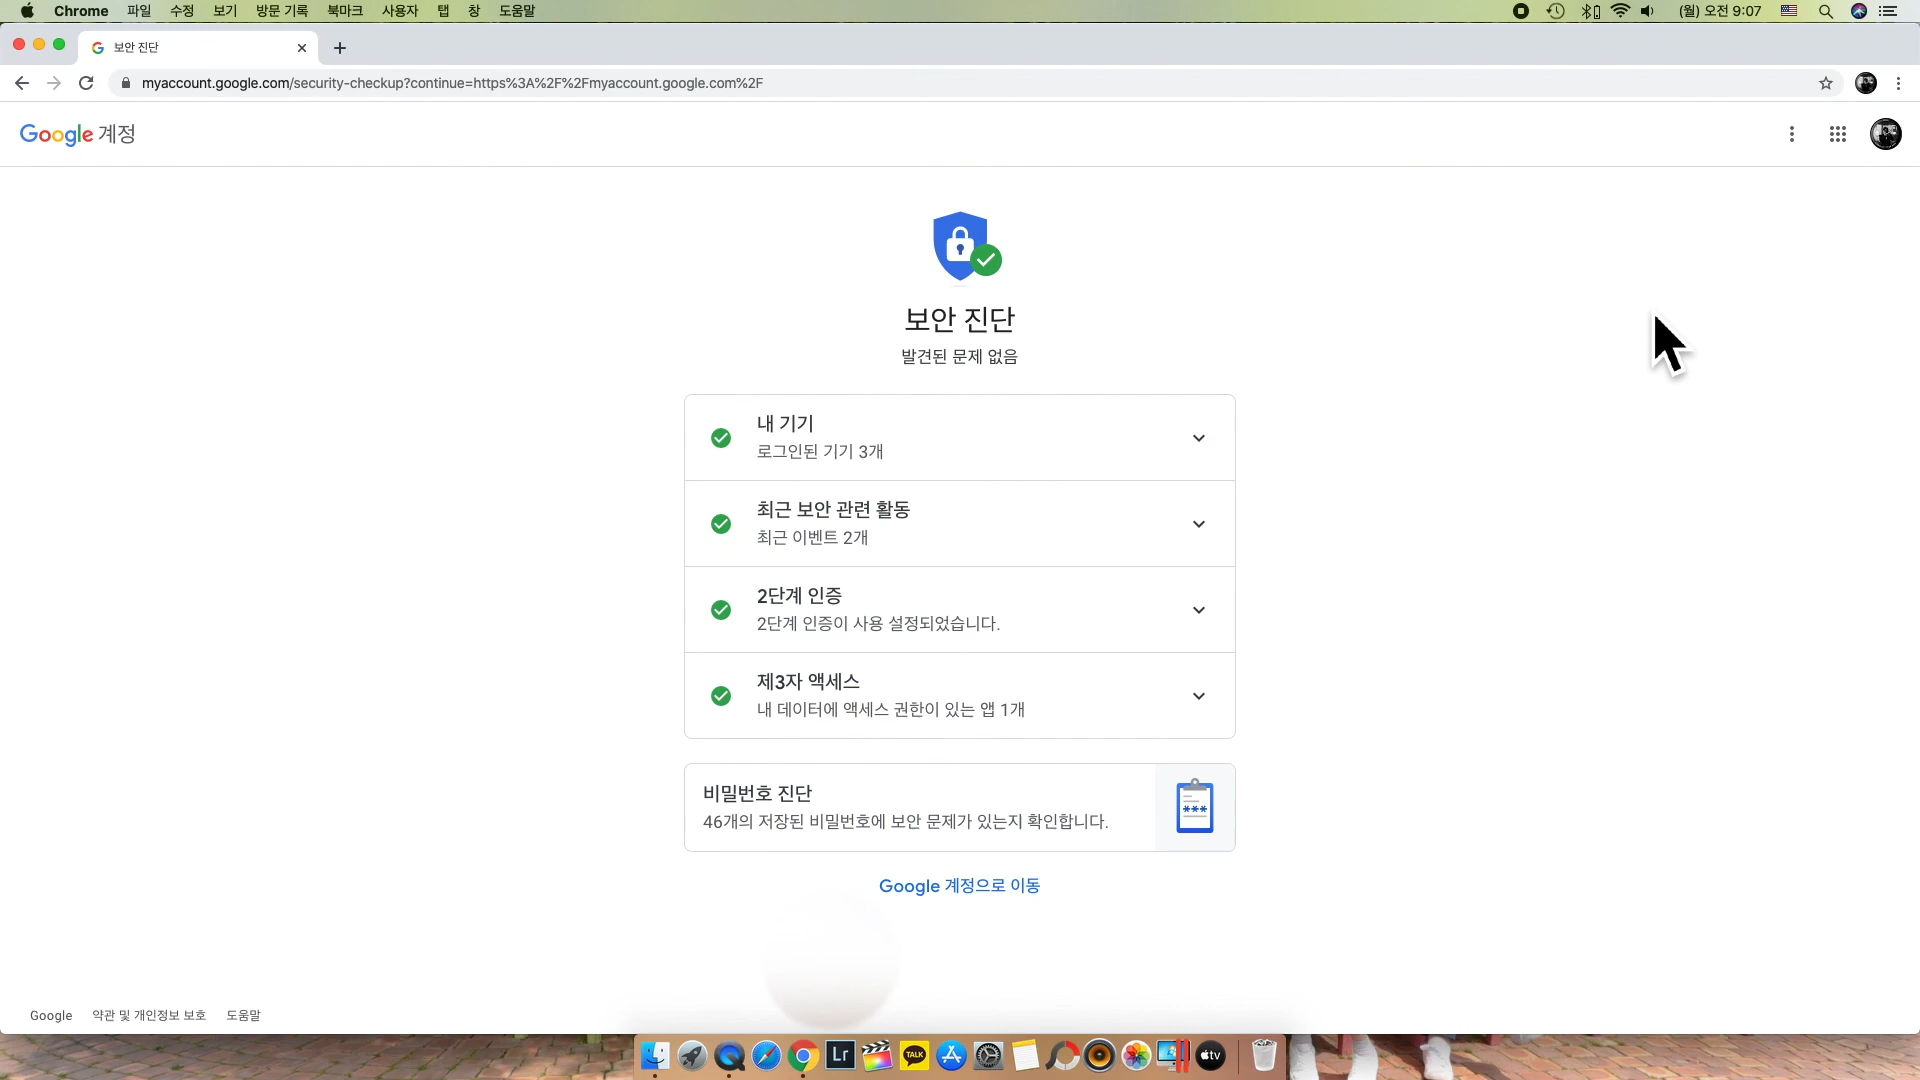 Chrome 파일 수정 보기 방문 기록 북마크 사용자 탭 창 도움말 (월) 오전 9:07
보안 진단
myaccount.google.com/security-checkup?continue=https%3A%2F%2Fmyaccount.google.com%2F
Google 계정
보안 진단
발견된 문제 없음
내 기기
로그인된 기기 3개
최근 보안 관련 활동
최근 이벤트 2개
2단계 인증
2단계 인증이 사용 설정되었습니다.
제3자 액세스
내 데이터에 액세스 권한이 있는 앱 1개
비밀번호 진단
46개의 저장된 비밀번호에 보안 문제가 있는지 확인합니다.
***
Google 계정으로 이동
Google 약관 및 개인정보 보호 도움말
Lr TALK tv